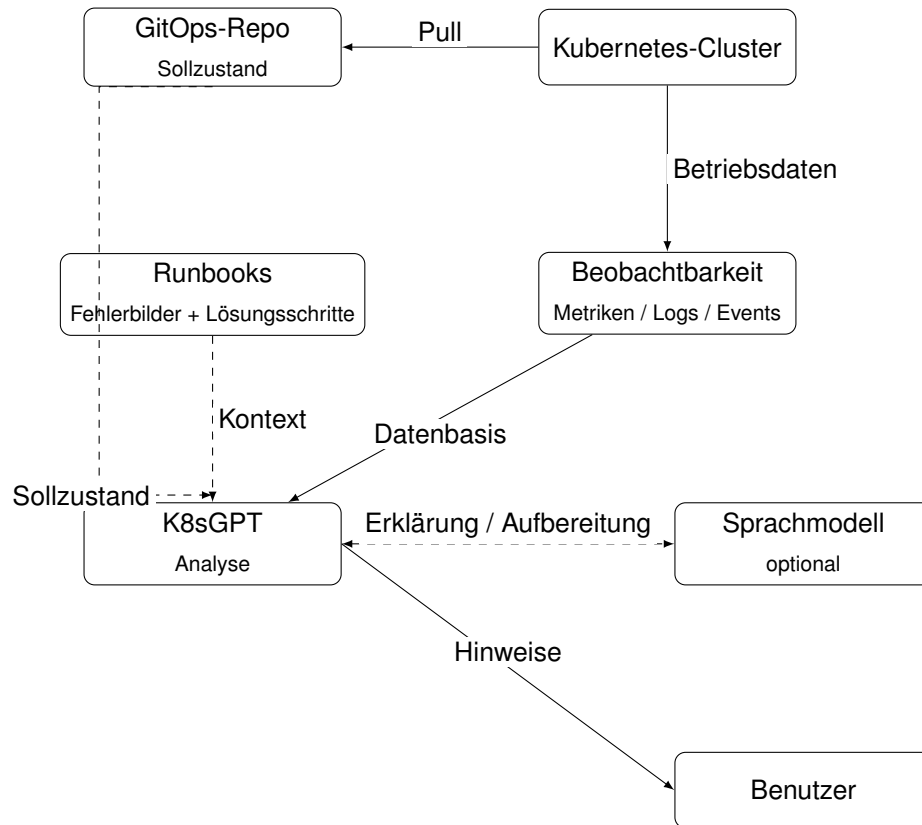 GitOps-Repo
Sollzustand
Pull
Kubernetes-Cluster
Betriebsdaten
Runbooks
Fehlerbilder + Lösungsschritte
Beobachtbarkeit
Metriken / Logs / Events
Kontext
Datenbasis
Sollzustand
K8sGPT
Analyse
Erklärung / Aufbereitung
Sprachmodell
optional
Hinweise
Benutzer